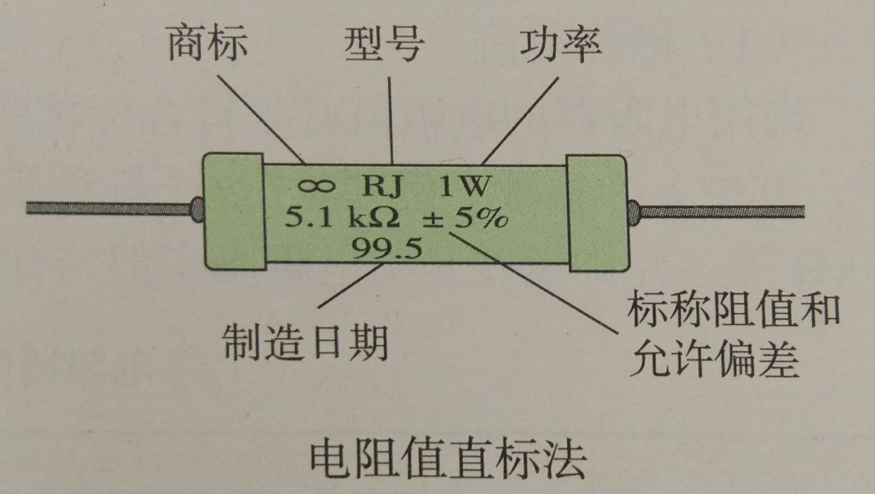 商标 型号 功率
∞ RJ 1W
5.1 kΩ ± 5%
99.5
标称阻值和
允许偏差
制造日期
电阻值直标法